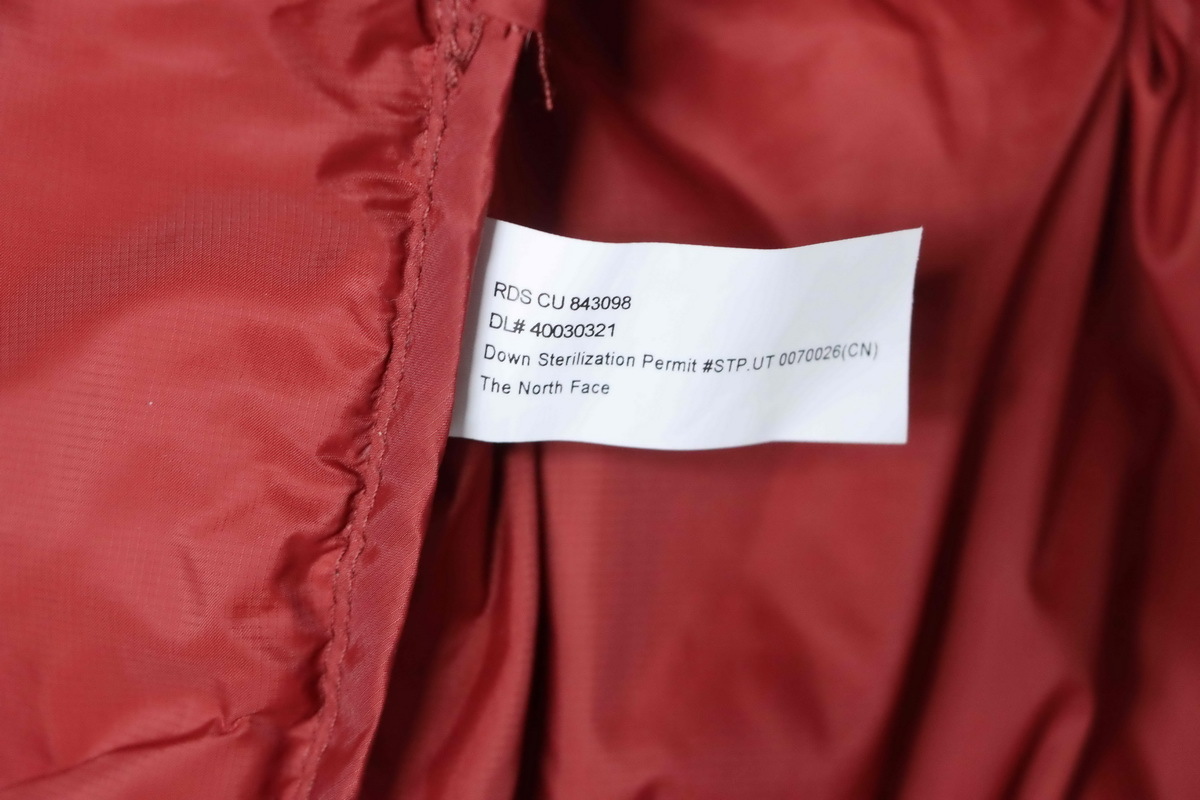 RDS CU 843098
DL# 40030321
Down Sterilization Permit #STP.UT 0070026(CN)
The North Face